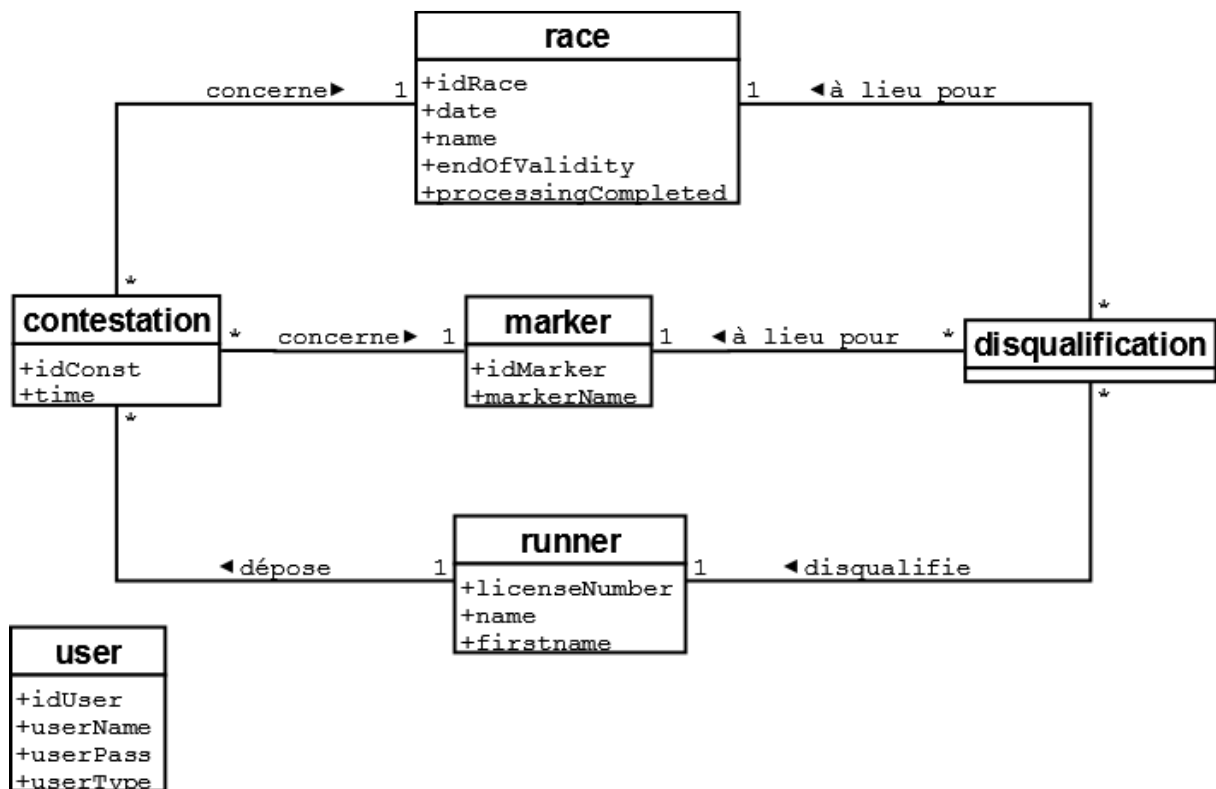 race
+idRace
+date
+name
+endOfValidity
+processingCompleted
concerne► 1
1 ◄à lieu pour
*
*
contestation
+idConst
+time
* concerne► 1
marker
+idMarker
+markerName
1 ◄à lieu pour *
disqualification
*
*
◄dépose 1
runner
+licenseNumber
+name
+firstname
1 ◄disqualifie
user
+idUser
+userName
+userPass
+userType